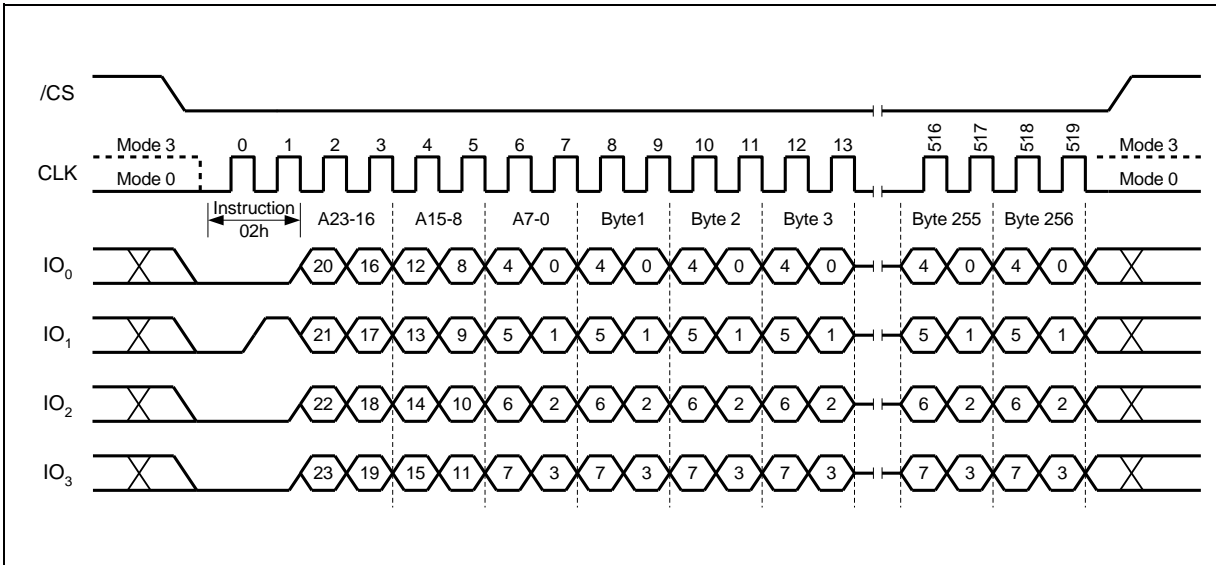 /CS
Mode 3 0 1 2 3 4 5 6 7 8 9 10 11 12 13 516 517 518 519 Mode 3
CLK
Mode 0 Mode 0
Instruction
02h
A23-16 A15-8 A7-0 Byte1 Byte 2 Byte 3 Byte 255 Byte 256
IO0 20 16 12 8 4 0 4 0 4 0 4 0 4 0 4 0
IO1 21 17 13 9 5 1 5 1 5 1 5 1 5 1 5 1
IO2 22 18 14 10 6 2 6 2 6 2 6 2 6 2 6 2
IO3 23 19 15 11 7 3 7 3 7 3 7 3 7 3 7 3